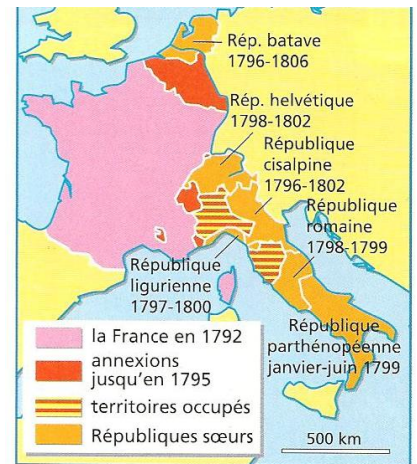 Rép. batave
1796-1806
Rép. helvétique
1798-1802
République
cisalpine
1796-1802
République
romaine
1798-1799
République
ligurienne
1797-1800
République
parthénopéenne
janvier-juin 1799
la France en 1792
annexions
jusqu'en 1795
territoires occupés
Républiques sœurs
500 km